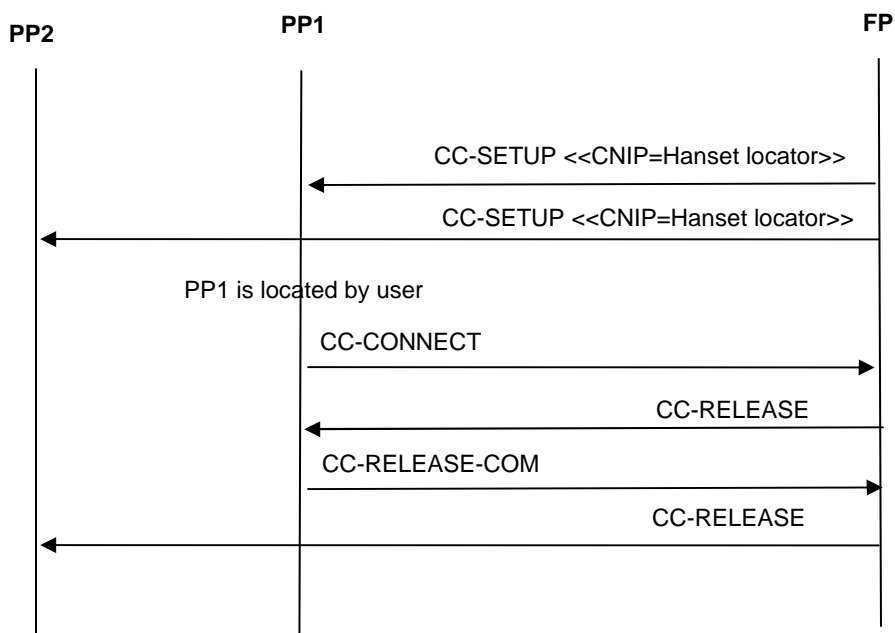 PP2
PP1
FP
CC-SETUP <<CNIP=Hanset locator>>
CC-SETUP <<CNIP=Hanset locator>>
PP1 is located by user
CC-CONNECT
CC-RELEASE
CC-RELEASE-COM
CC-RELEASE